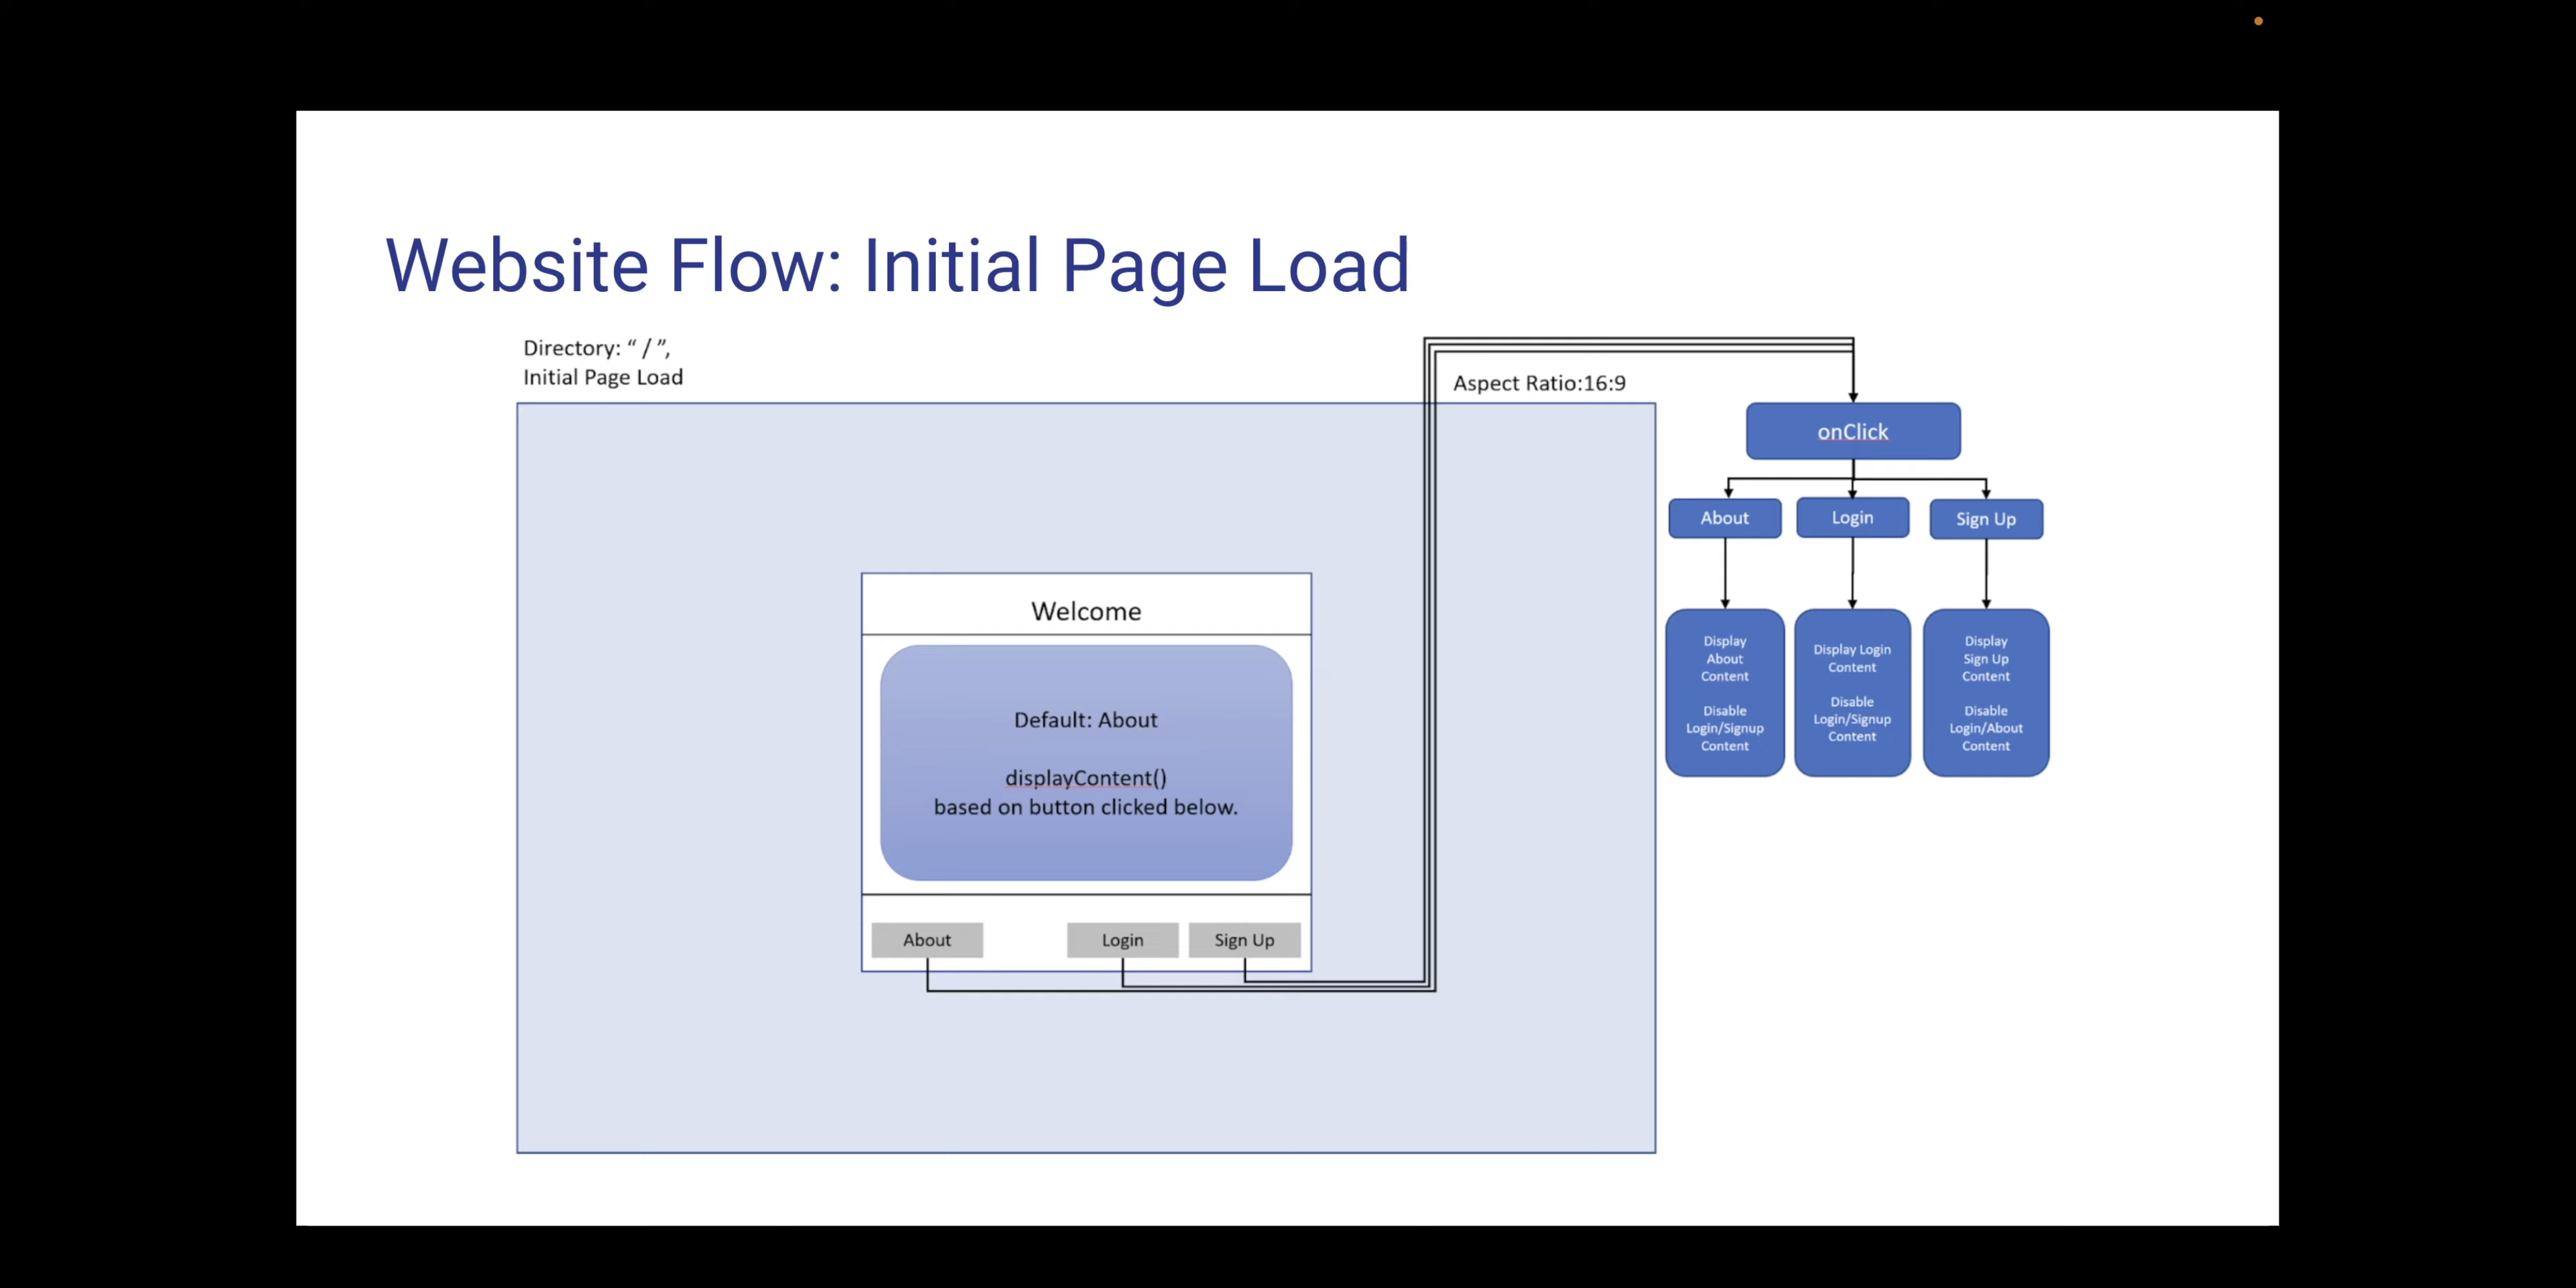 Website Flow: Initial Page Load
Directory: “ / ”,
Initial Page Load
Aspect Ratio:16:9
Welcome
Default: About
displayContent()
based on button clicked below.
About
Login
Sign Up
onClick
About
Login
Sign Up
Display
About
Content
Disable
Login/Signup
Content
Display Login
Content
Disable
Login/Signup
Content
Display
Sign Up
Content
Disable
Login/About
Content